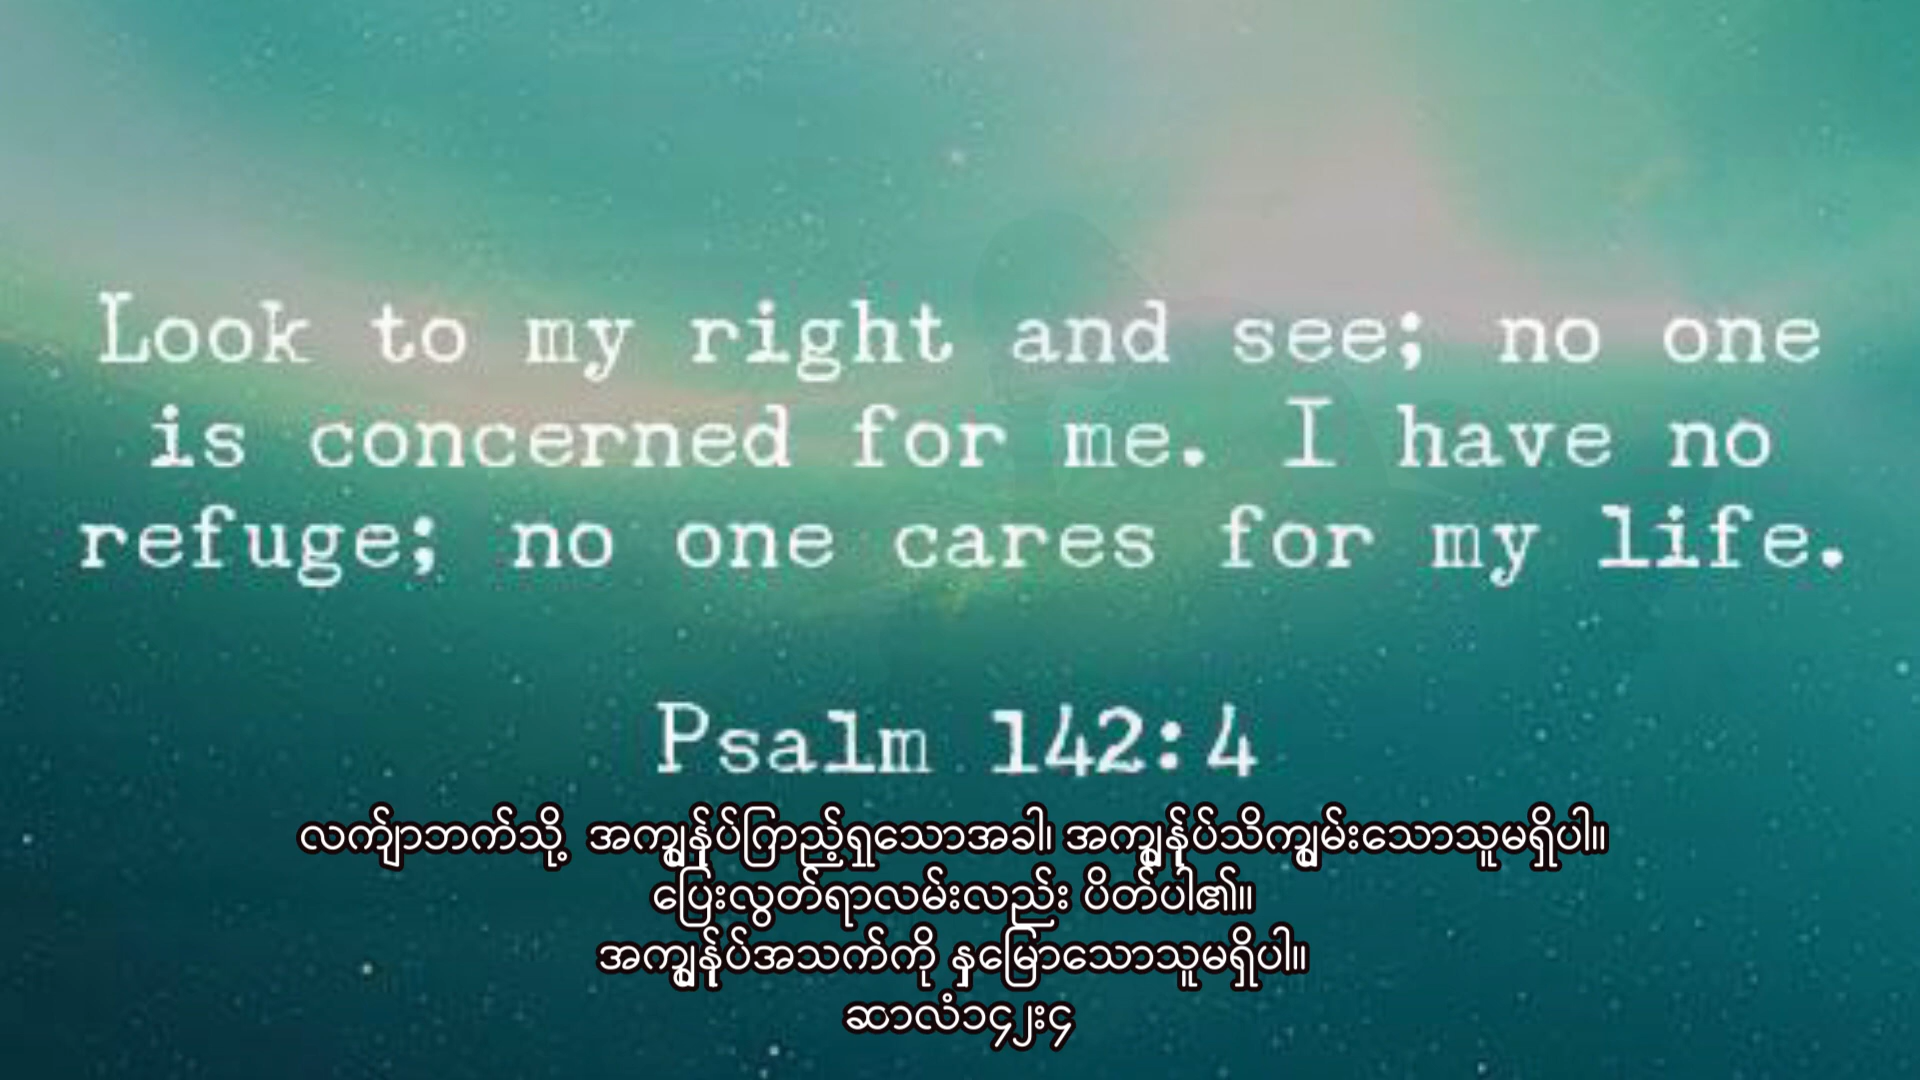 Look to my right and see; no one
is concerned for me. I have no
refuge; no one cares for my life.
Psalm 142:4
လက်ျာဘက်သို့ အကျွန်ုပ်ကြည့်ရှုသောအခါ၊ အကျွန်ုပ်သိကျွမ်းသောသူမရှိပါ။
ပြေးလွှတ်ရာလမ်းလည်း ပိတ်ပါ၏။
အကျွန်ုပ်အသက်ကို နှမြောသောသူမရှိပါ။
ဆာလံ၁၄၂း၄